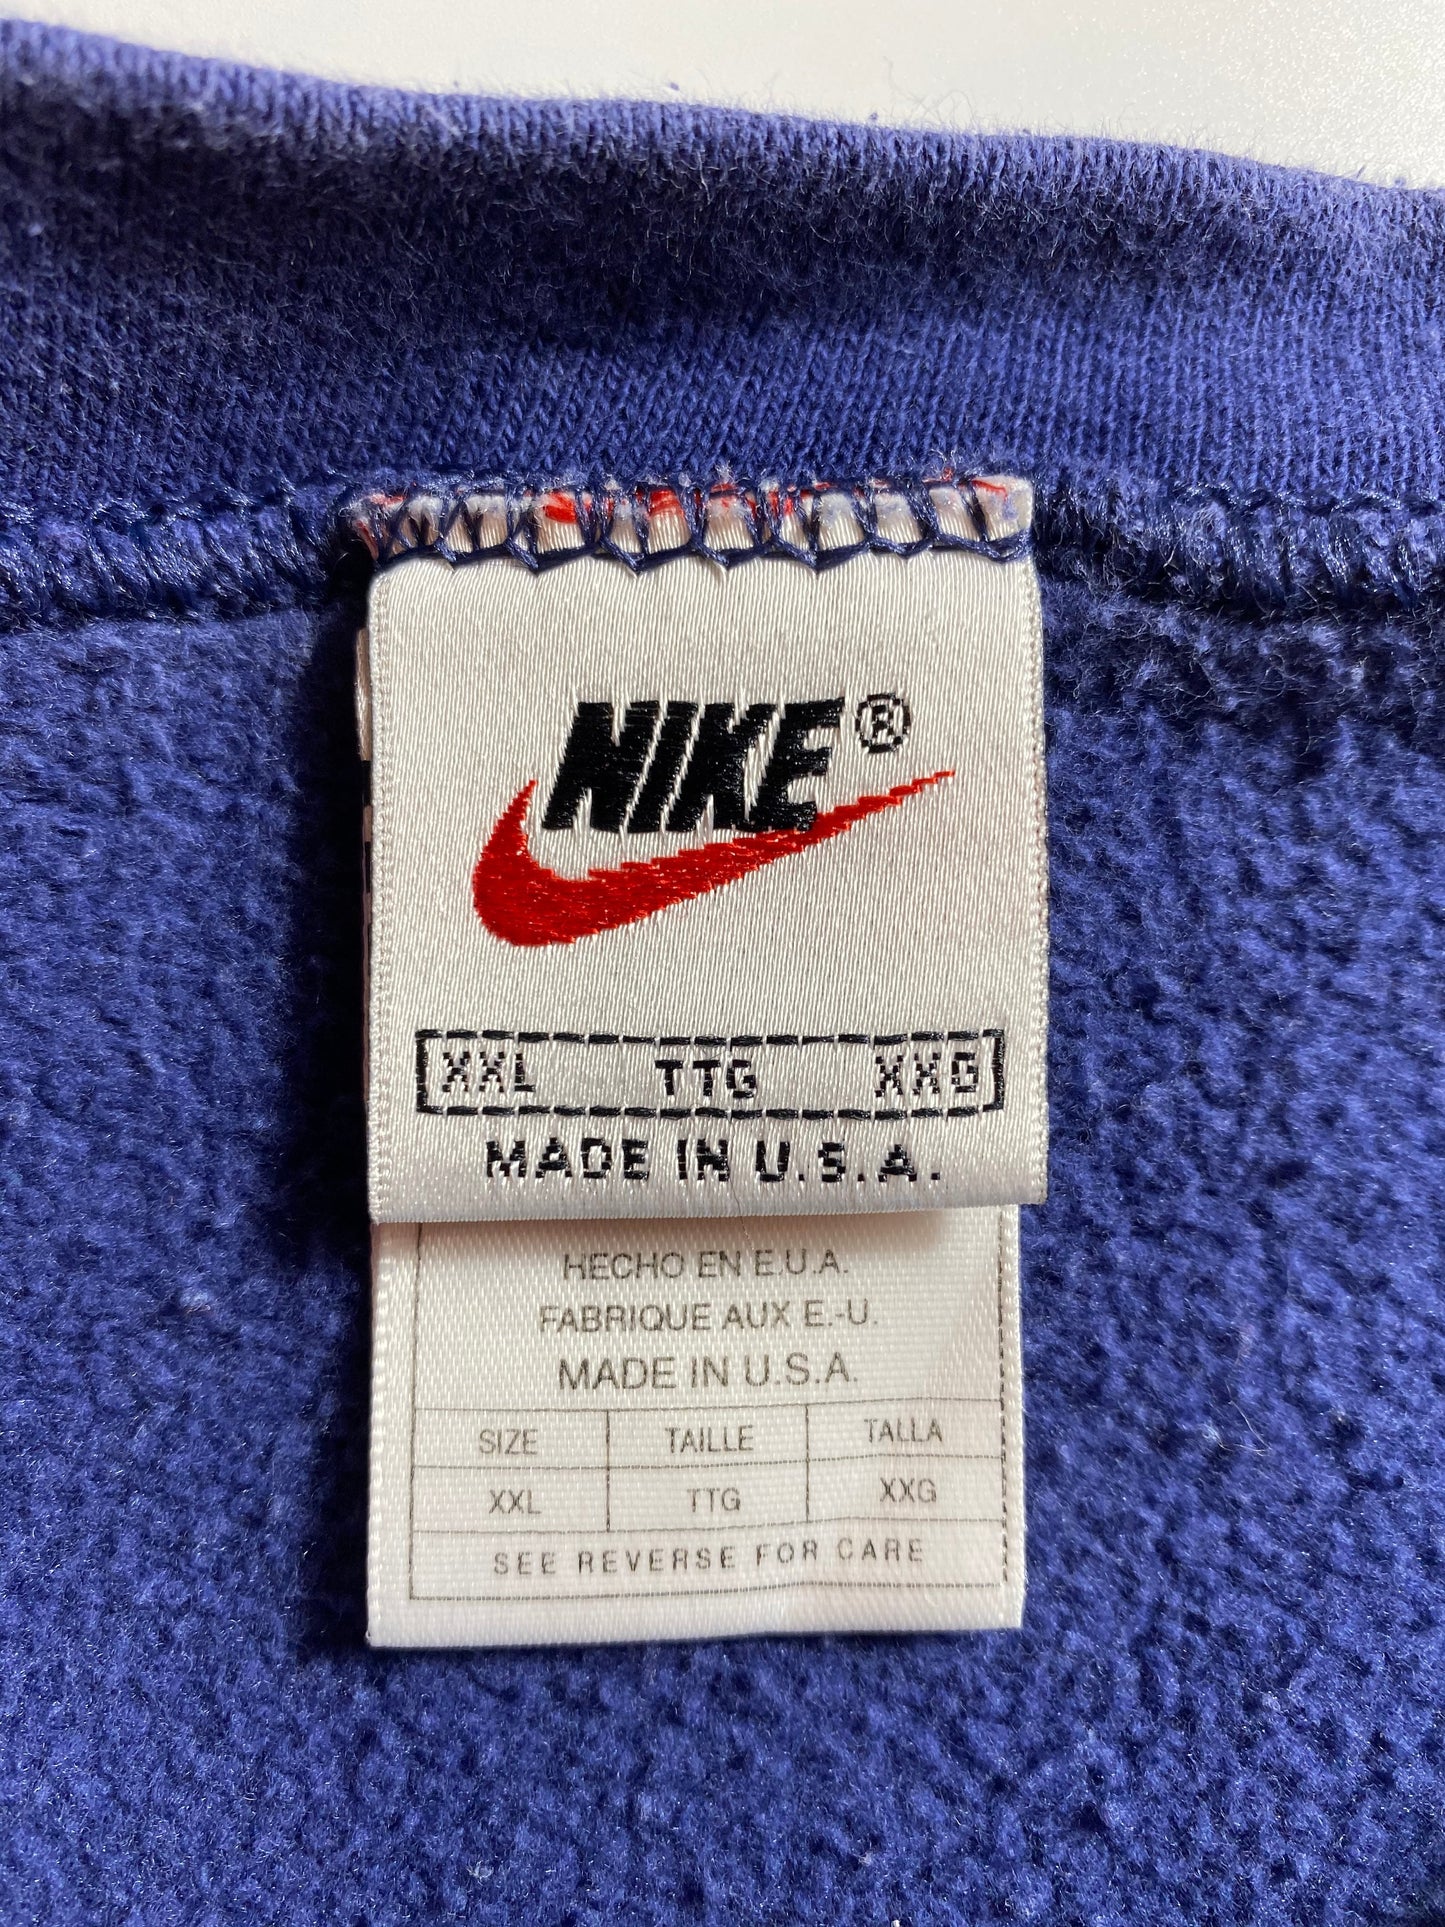 NIKE®
XXL TTG XXG
MADE IN U.S.A.
HECHO EN E.U.A.
FABRIQUE AUX E.-U.
MADE IN U.S.A.
SIZE TAILLE TALLA
XXL TTG XXG
SEE REVERSE FOR CARE